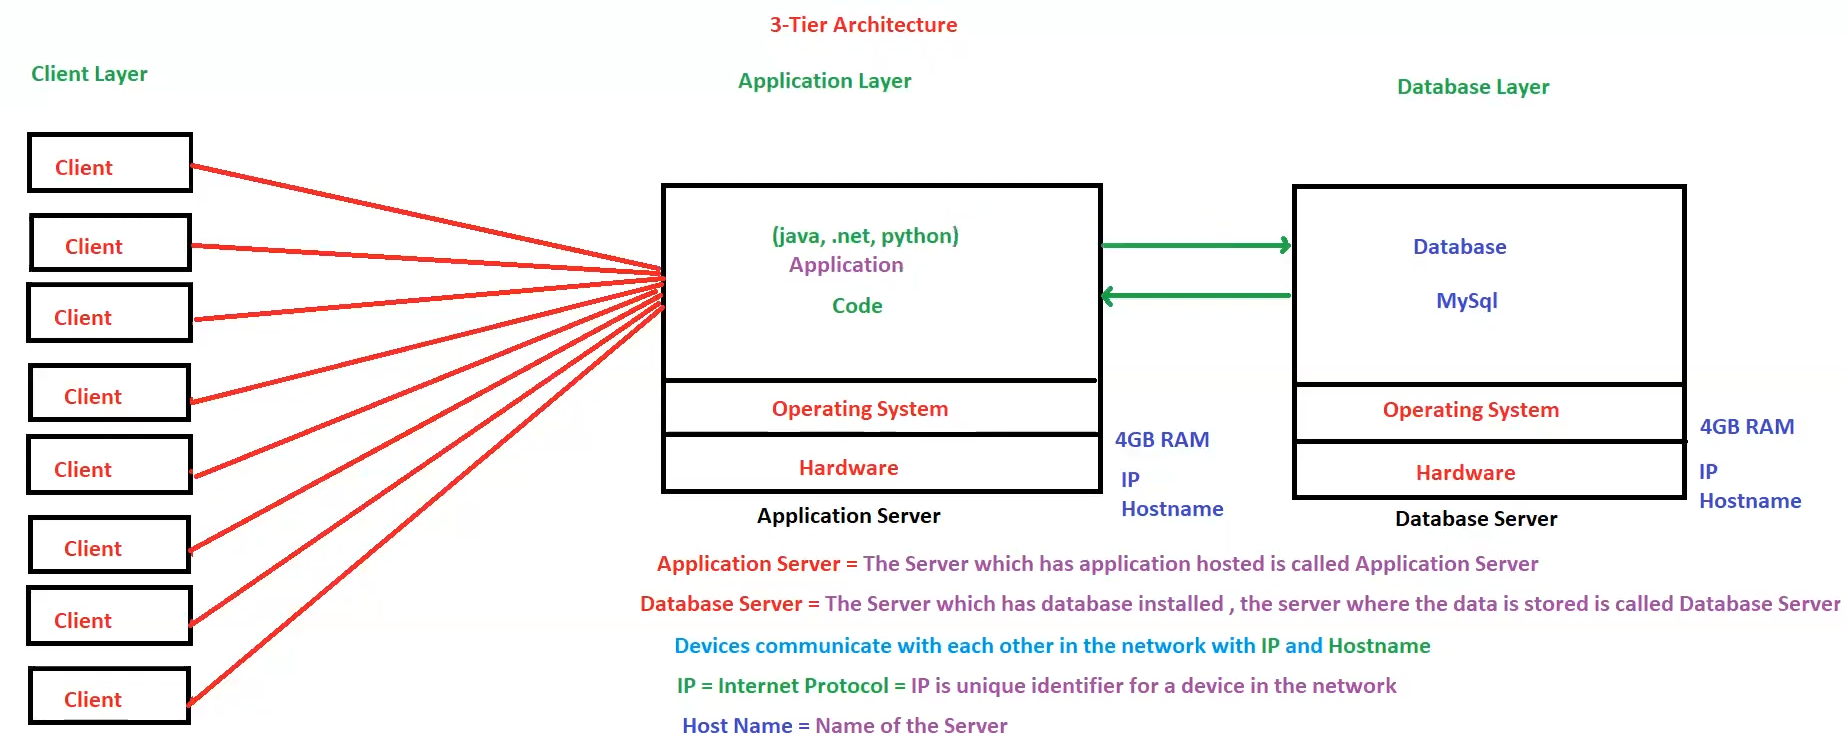 3-Tier Architecture
Client Layer
Application Layer
Database Layer
Client
Client
Client
Client
Client
Client
Client
Client
(java, .net, python)
Application
Code
Operating System
Hardware
4GB RAM
IP
Hostname
Application Server
Database
MySql
Operating System
Hardware
4GB RAM
IP
Hostname
Database Server
Application Server = The Server which has application hosted is called Application Server
Database Server = The Server which has database installed , the server where the data is stored is called Database Server
Devices communicate with each other in the network with IP and Hostname
IP = Internet Protocol = IP is unique identifier for a device in the network
Host Name = Name of the Server